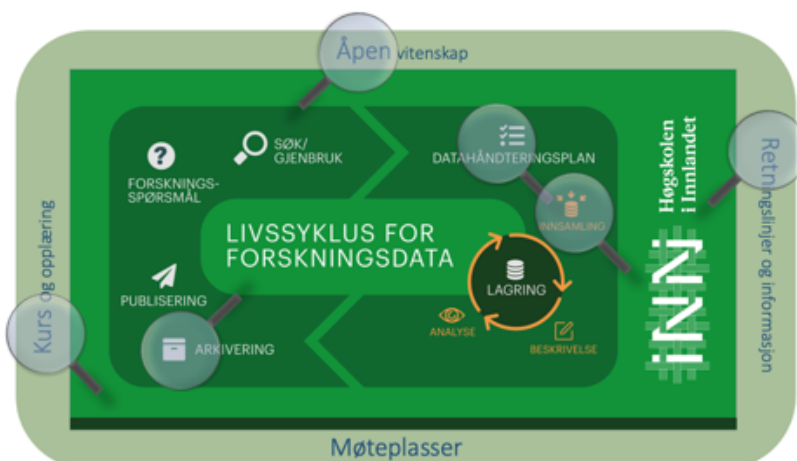 Åpen vitenskap
SØK/
GJENBRUK
FORSKNINGS-
SPØRSMÅL
DATAHÅNDTERINGSPLAN
INNSAMLING
LIVSSYKLUS FOR
FORSKNINGSDATA
LAGRING
PUBLISERING
ANALYSE
BESKRIVELSE
ARKIVERING
Høgskolen
i Innlandet
iNN
Kurs og opplæring
Retningslinjer og informasjon
Møteplasser